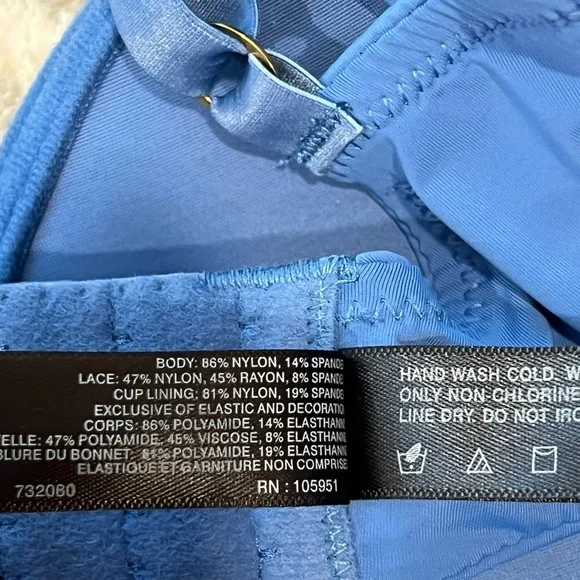 BODY: 86% NYLON, 14% SPANDE
LACE: 47% NYLON, 45% RAYON, 8% SPANDE
CUP LINING: 81% NYLON, 19% SPANDE
EXCLUSIVE OF ELASTIC AND DECORATION
CORPS: 86% POLYAMIDE, 14% ELASTHANN
TELLE: 47% POLYAMIDE, 45% VISCOSE, 8% ELASTHANN
BLURE DU BONNET: 81% POLYAMIDE, 19% ELASTHANN
ELASTIQUE ET GARNITURE NON COMPRISE
732080
RN : 105951
HAND WASH COLD. W
ONLY NON-CHLORINE
LINE DRY. DO NOT IRO